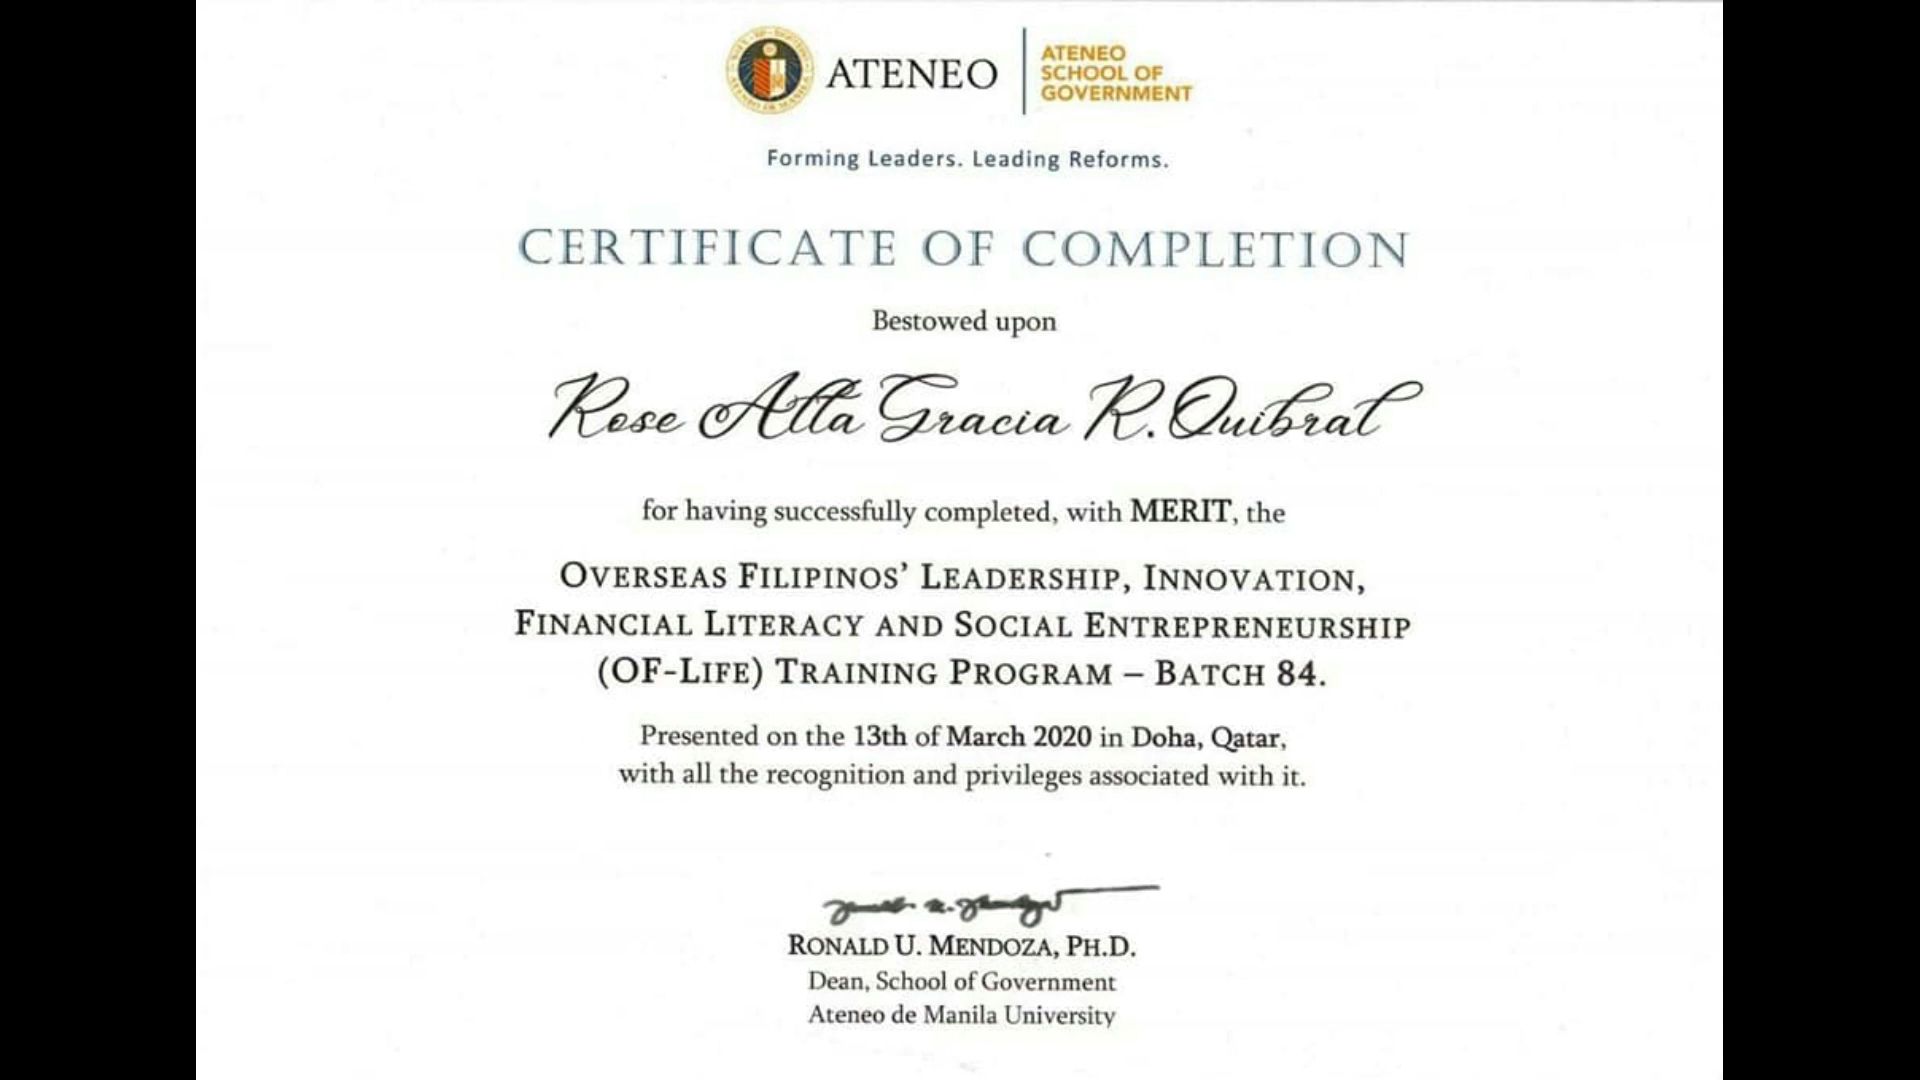 ATENEO
ATENEO
SCHOOL OF
GOVERNMENT
Forming Leaders. Leading Reforms.
CERTIFICATE OF COMPLETION
Bestowed upon
Rose Alta Gracia R. Quibral
for having successfully completed, with MERIT, the
OVERSEAS FILIPINOS' LEADERSHIP, INNOVATION,
FINANCIAL LITERACY AND SOCIAL ENTREPRENEURSHIP
(OF-LIFE) TRAINING PROGRAM – BATCH 84.
Presented on the 13th of March 2020 in Doha, Qatar,
with all the recognition and privileges associated with it.
RONALD U. MENDOZA, PH.D.
Dean, School of Government
Ateneo de Manila University